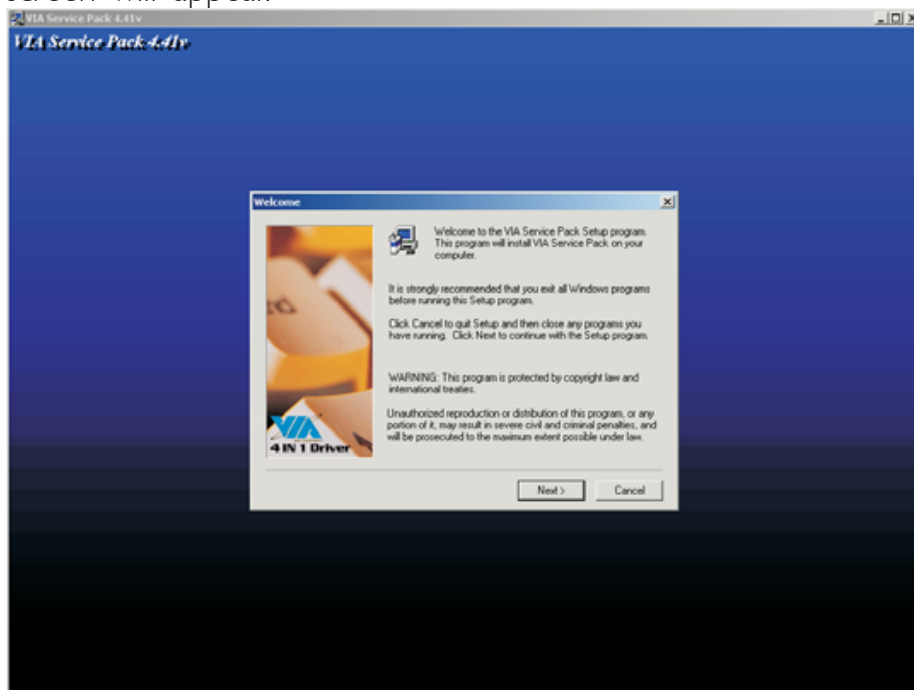 screen will appear.
VIA Service Pack 4.41v
VIA Service Pack 4.41v
Welcome
Welcome to the VIA Service Pack Setup program.
This program will install VIA Service Pack on your
computer.
It is strongly recommended that you exit all Windows programs
before running this Setup program.
Click Cancel to quit Setup and then close any programs you
have running. Click Next to continue with the Setup program.
WARNING: This program is protected by copyright law and
international treaties.
Unauthorized reproduction or distribution of this program, or any
portion of it, may result in severe civil and criminal penalties, and
will be prosecuted to the maximum extent possible under law.
VIA
4 IN 1 Driver
Next >
Cancel